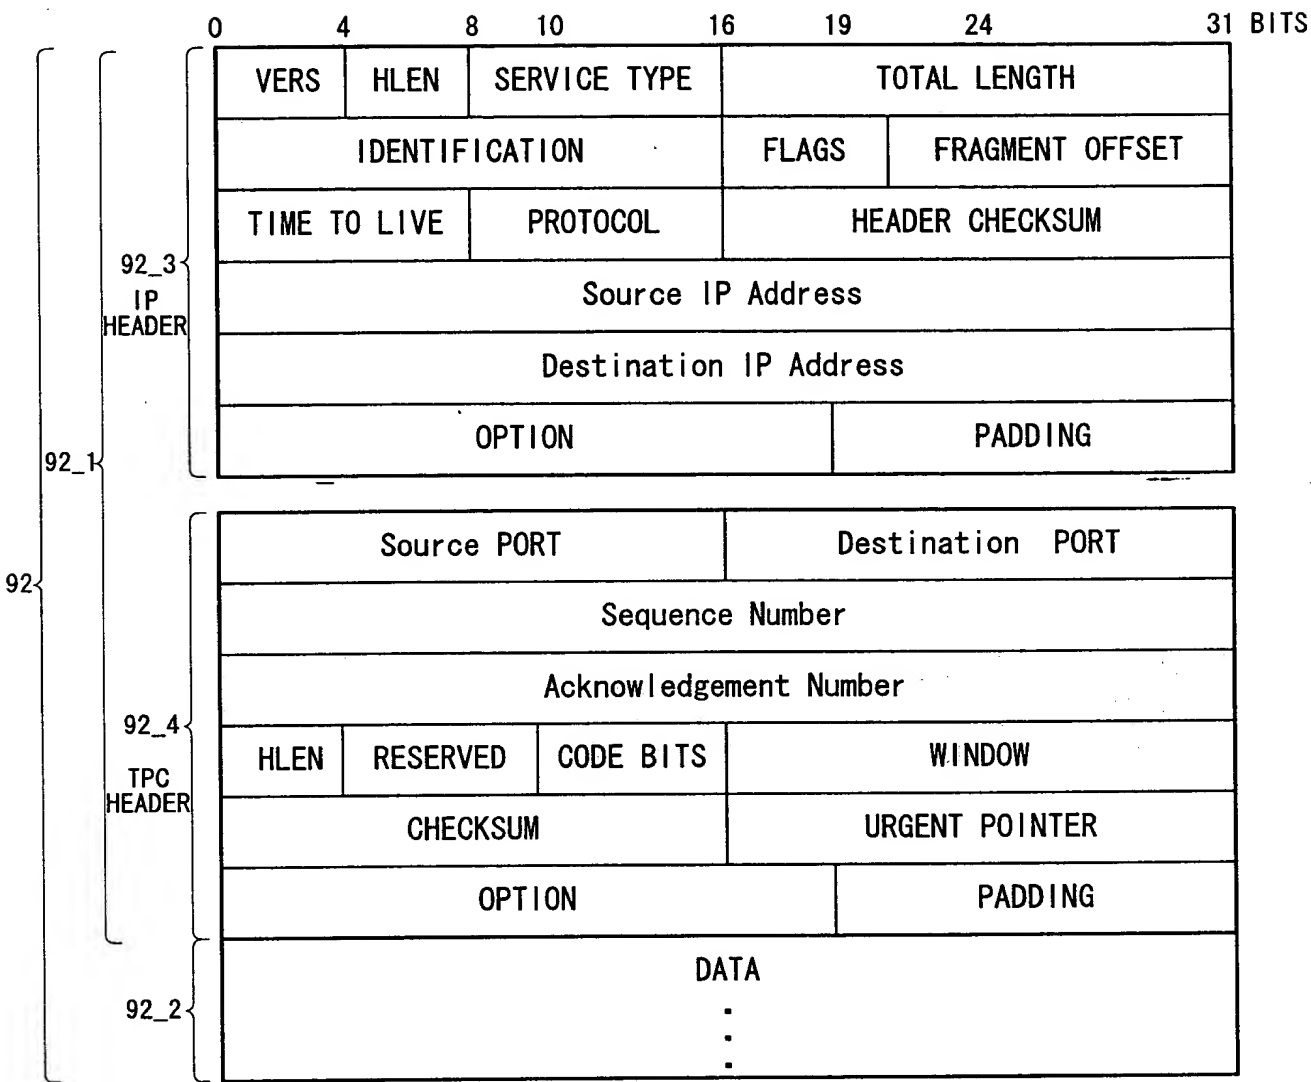 0 4 8 10 16 19 24 31 BITS
VERS HLEN SERVICE TYPE TOTAL LENGTH
IDENTIFICATION FLAGS FRAGMENT OFFSET
TIME TO LIVE PROTOCOL HEADER CHECKSUM
92_3
IP
HEADER
Source IP Address
Destination IP Address
OPTION PADDING
92_1
Source PORT Destination PORT
92
Sequence Number
Acknowledgement Number
92_4
TPC
HEADER
HLEN RESERVED CODE BITS WINDOW
CHECKSUM URGENT POINTER
OPTION PADDING
DATA
92_2